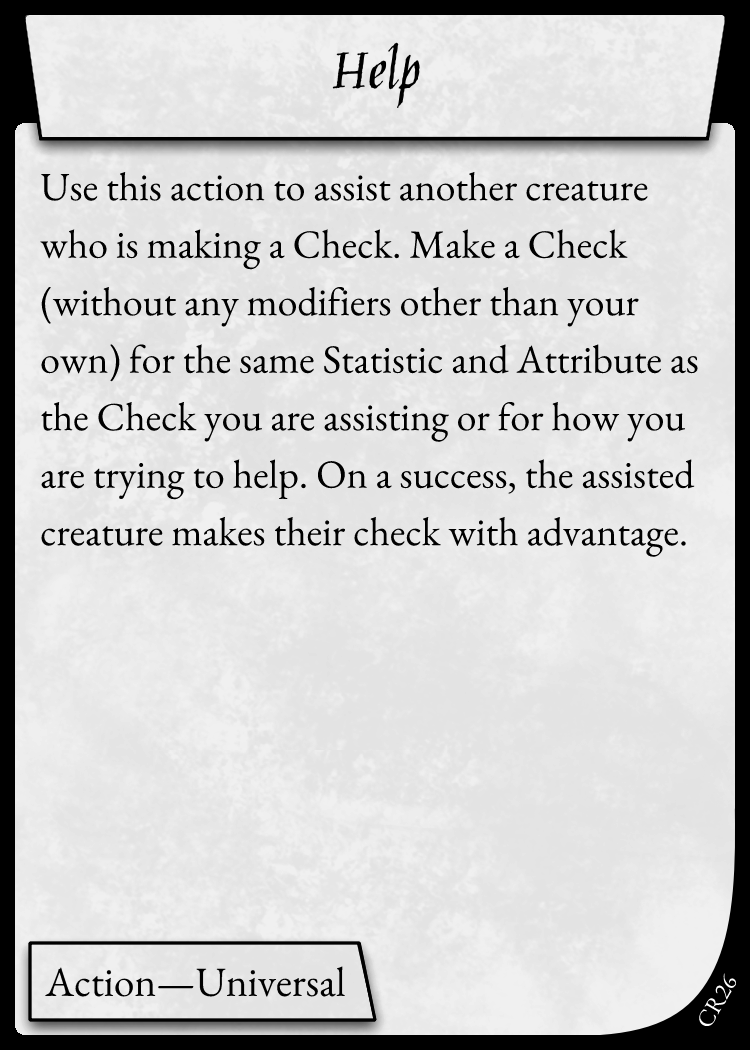 Help
Use this action to assist another creature
who is making a Check. Make a Check
(without any modifiers other than your
own) for the same Statistic and Attribute as
the Check you are assisting or for how you
are trying to help. On a success, the assisted
creature makes their check with advantage.
Action—Universal
CR26